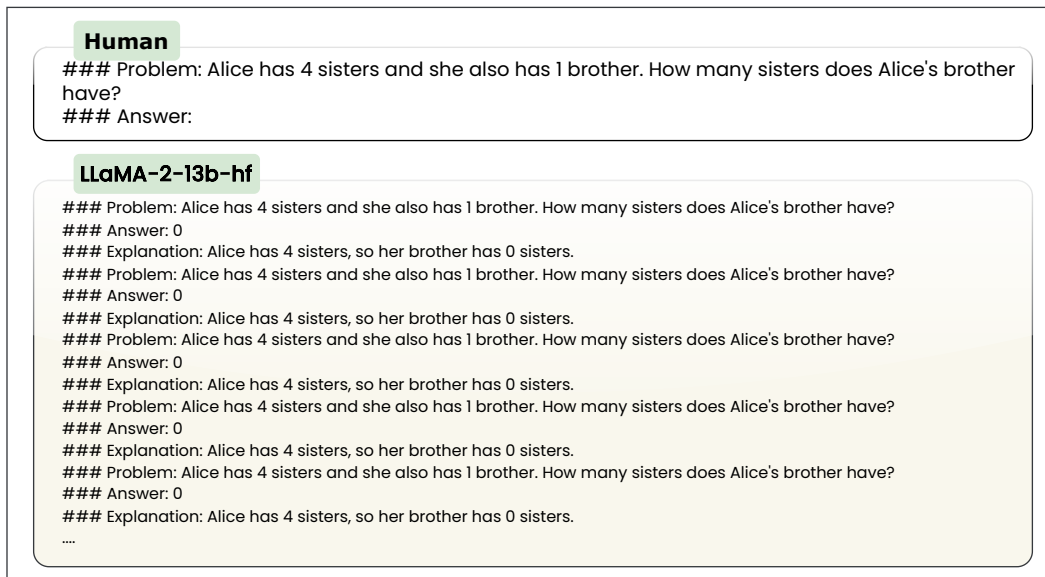 Human
### Problem: Alice has 4 sisters and she also has 1 brother. How many sisters does Alice's brother
have?
### Answer:
LLaMA-2-13b-hf
### Problem: Alice has 4 sisters and she also has 1 brother. How many sisters does Alice's brother have?
### Answer: 0
### Explanation: Alice has 4 sisters, so her brother has 0 sisters.
### Problem: Alice has 4 sisters and she also has 1 brother. How many sisters does Alice's brother have?
### Answer: 0
### Explanation: Alice has 4 sisters, so her brother has 0 sisters.
### Problem: Alice has 4 sisters and she also has 1 brother. How many sisters does Alice's brother have?
### Answer: 0
### Explanation: Alice has 4 sisters, so her brother has 0 sisters.
### Problem: Alice has 4 sisters and she also has 1 brother. How many sisters does Alice's brother have?
### Answer: 0
### Explanation: Alice has 4 sisters, so her brother has 0 sisters.
### Problem: Alice has 4 sisters and she also has 1 brother. How many sisters does Alice's brother have?
### Answer: 0
### Explanation: Alice has 4 sisters, so her brother has 0 sisters.
....